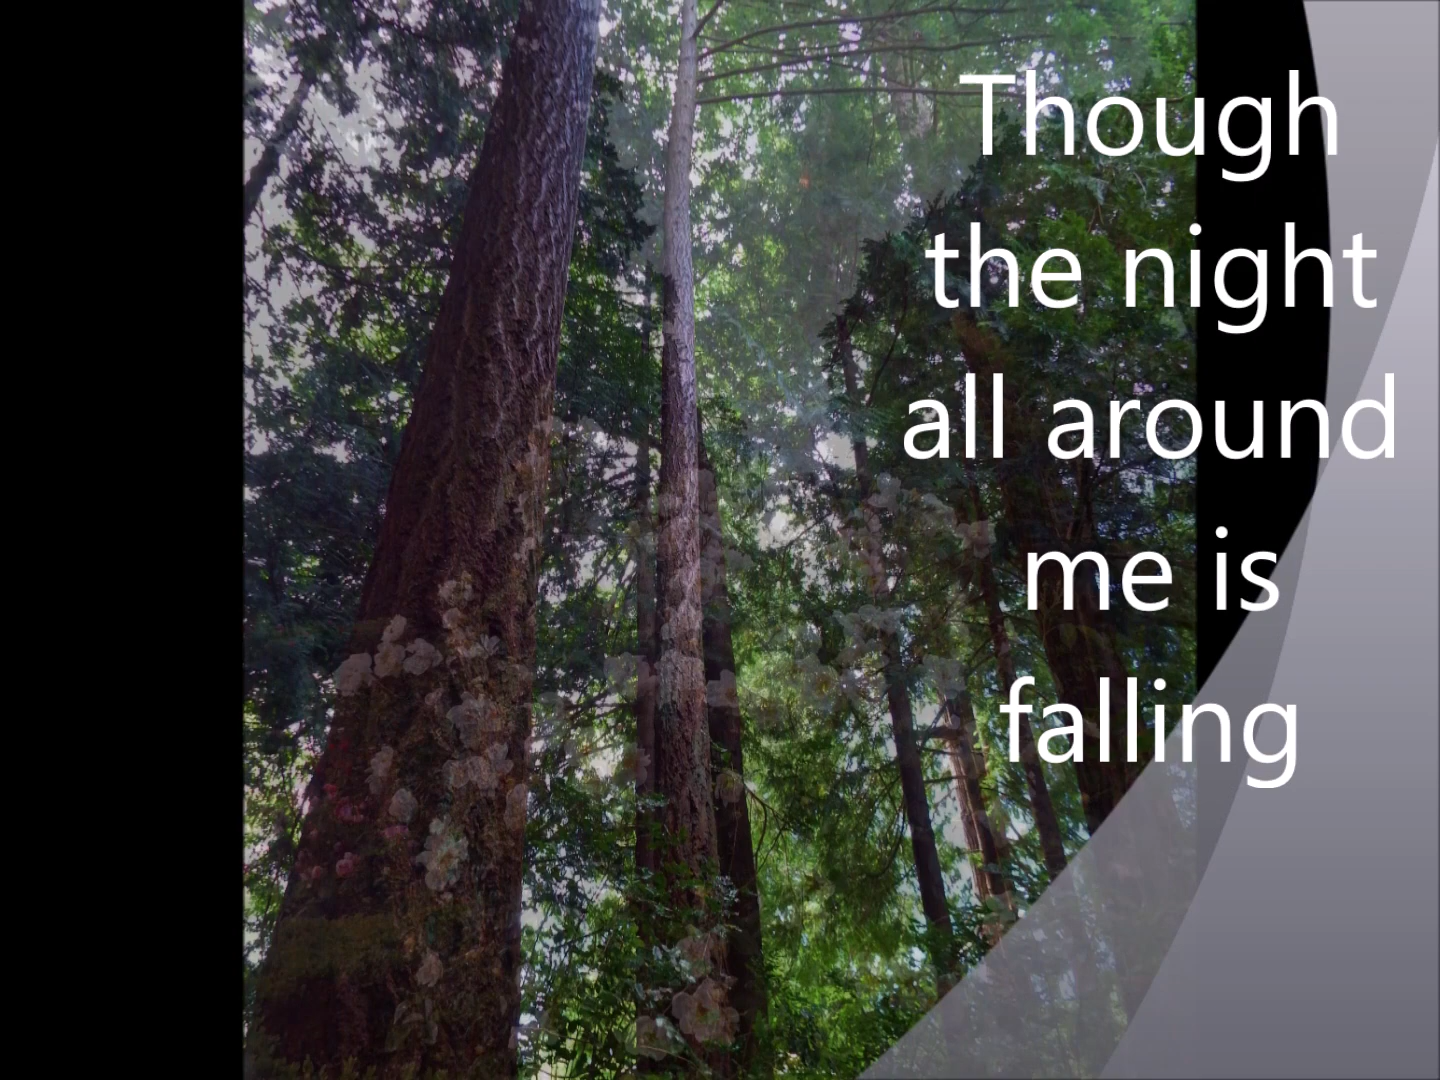 Though
the night
all around
me is
falling